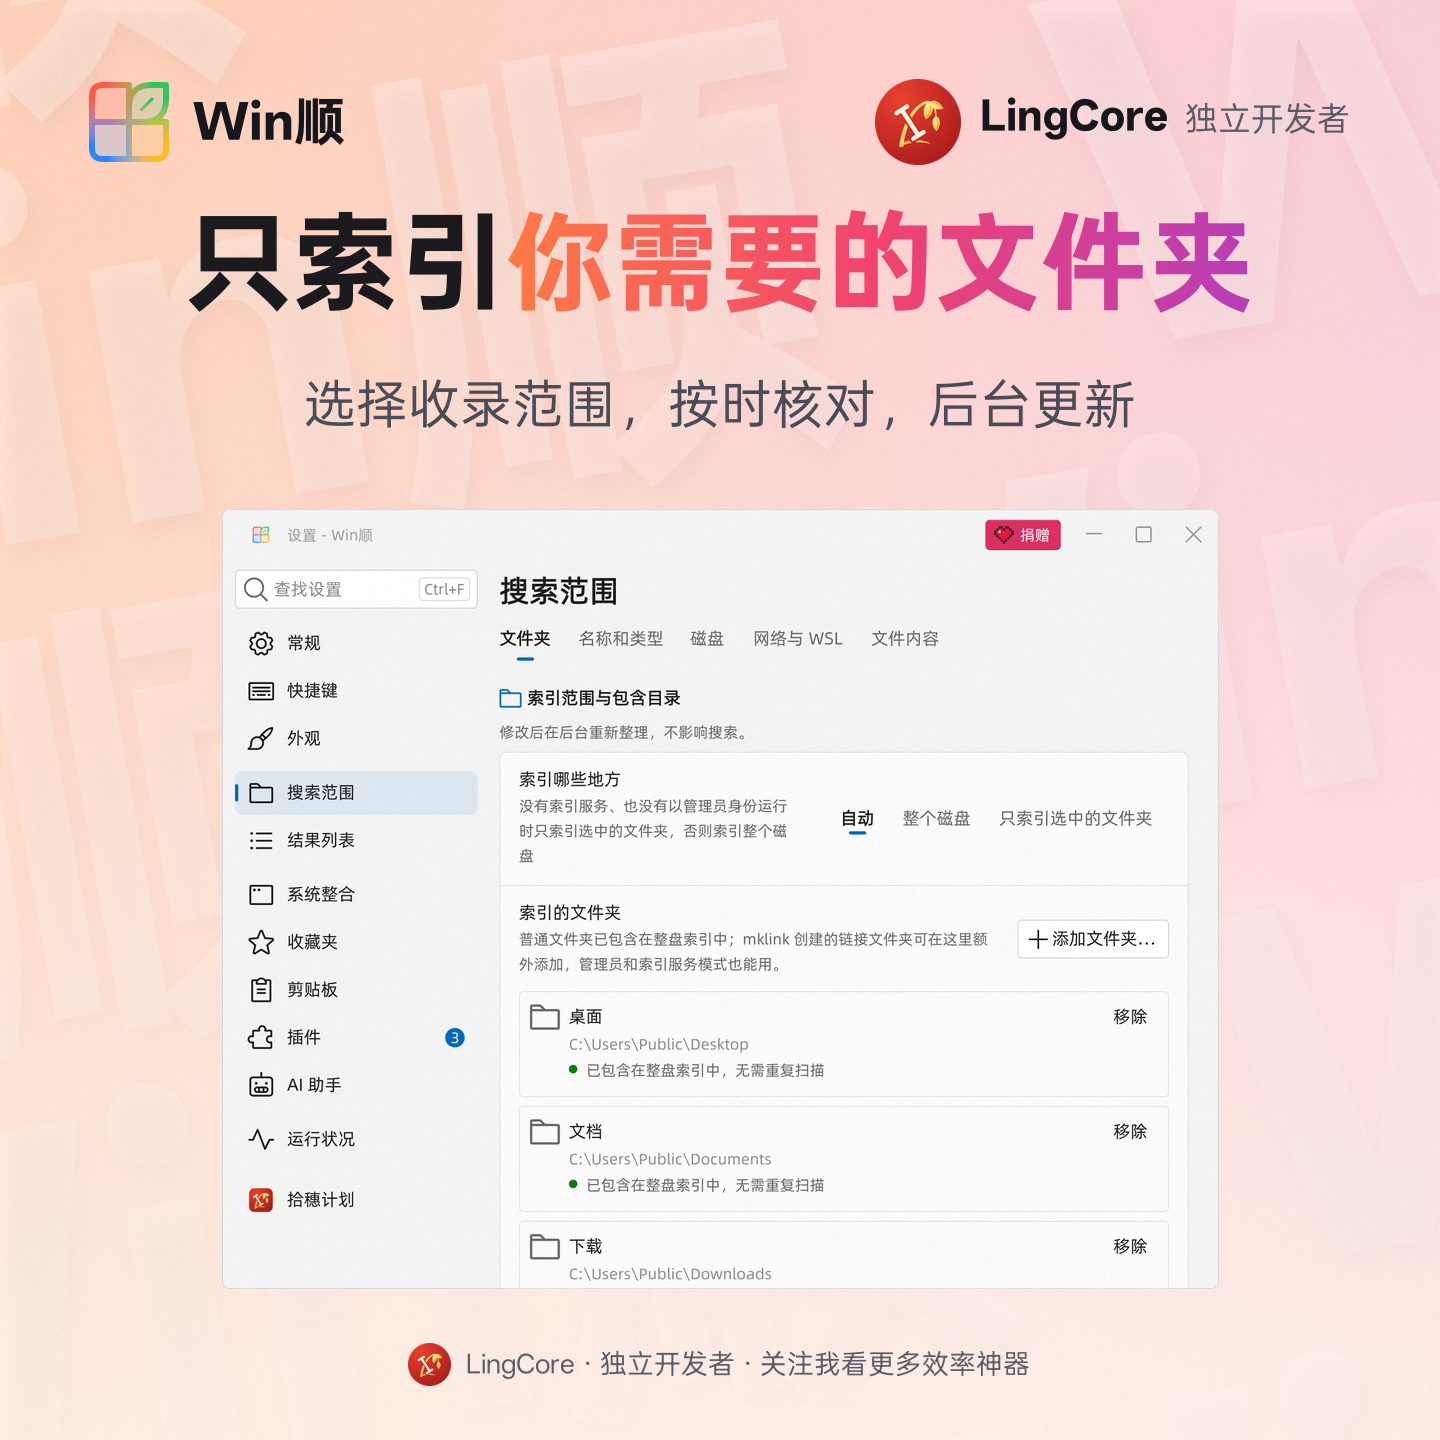 Win顺
LingCore 独立开发者
只索引你需要的文件夹
选择收录范围，按时核对，后台更新
设置 - Win顺
捐赠
查找设置 Ctrl+F
常规
快捷键
外观
搜索范围
结果列表
系统整合
收藏夹
剪贴板
插件 3
AI 助手
运行状况
拾穗计划
搜索范围
文件夹 名称和类型 磁盘 网络与 WSL 文件内容
索引范围与包含目录
修改后在后台重新整理，不影响搜索。
索引哪些地方
没有索引服务、也没有以管理员身份运行
时只索引选中的文件夹，否则索引整个磁
盘
自动 整个磁盘 只索引选中的文件夹
索引的文件夹
普通文件夹已包含在整盘索引中；mklink 创建的链接文件夹可在这里额
外添加，管理员和索引服务模式也能用。
添加文件夹...
桌面 移除
C:\Users\Public\Desktop
已包含在整盘索引中，无需重复扫描
文档 移除
C:\Users\Public\Documents
已包含在整盘索引中，无需重复扫描
下载 移除
C:\Users\Public\Downloads
LingCore · 独立开发者 · 关注我看更多效率神器